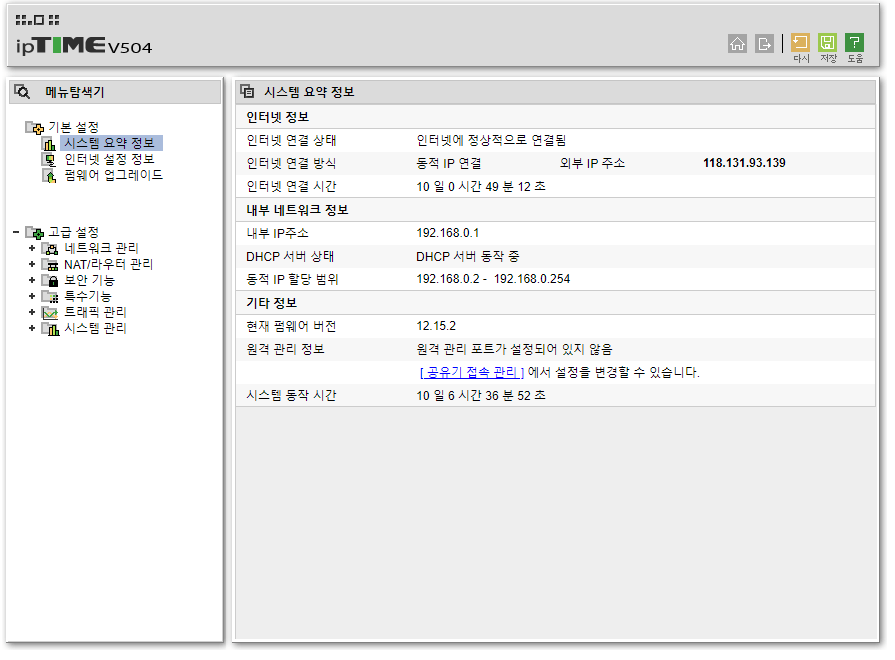 ipTIME V504
다시 저장 도움
메뉴탐색기
기본 설정
시스템 요약 정보
인터넷 설정 정보
펌웨어 업그레이드
고급 설정
네트워크 관리
NAT/라우터 관리
보안 기능
특수기능
트래픽 관리
시스템 관리
시스템 요약 정보
인터넷 정보
인터넷 연결 상태 인터넷에 정상적으로 연결됨
인터넷 연결 방식 동적 IP 연결 외부 IP 주소 118.131.93.139
인터넷 연결 시간 10 일 0 시간 49 분 12 초
내부 네트워크 정보
내부 IP주소 192.168.0.1
DHCP 서버 상태 DHCP 서버 동작 중
동적 IP 할당 범위 192.168.0.2 - 192.168.0.254
기타 정보
현재 펌웨어 버전 12.15.2
원격 관리 정보 원격 관리 포트가 설정되어 있지 않음
[ 공유기 접속 관리 ] 에서 설정을 변경할 수 있습니다.
시스템 동작 시간 10 일 6 시간 36 분 52 초